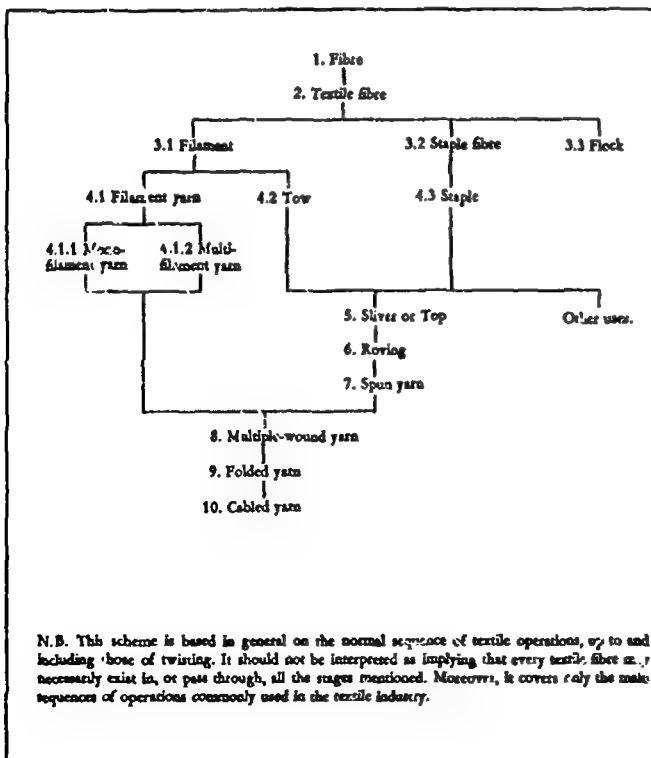 1. Fibre
2. Textile fibre
3.1 Filament 3.2 Staple fibre 3.3 Flock
4.1 Filament yarn 4.2 Tow 4.3 Staple
4.1.1 Mono- 4.1.2 Multi-
filament yarn filament yarn
5. Sliver or Top Other uses.
6. Roving
7. Spun yarn
8. Multiple-wound yarn
9. Folded yarn
10. Cabled yarn
N.B. This scheme is based in general on the normal sequence of textile operations, up to and
including those of twisting. It should not be interpreted as implying that every textile fibre
necessarily exist in, or pass through, all the stages mentioned. Moreover, it covers only the main
sequences of operations commonly used in the textile industry.